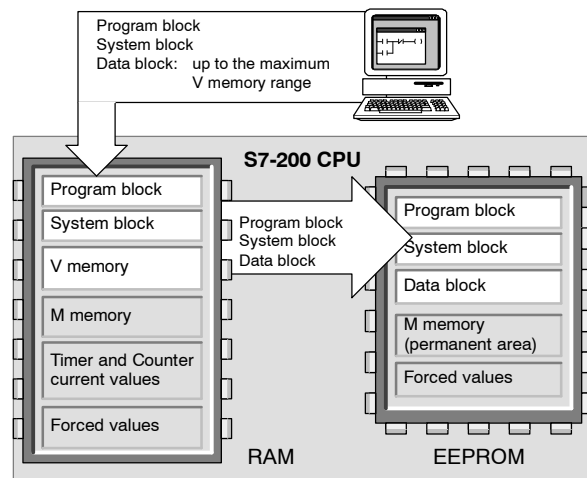 Program block
System block
Data block: up to the maximum
V memory range
S7-200 CPU
Program block
System block
V memory
M memory
Timer and Counter
current values
Forced values
RAM
Program block
System block
Data block
Program block
System block
Data block
M memory
(permanent area)
Forced values
EEPROM